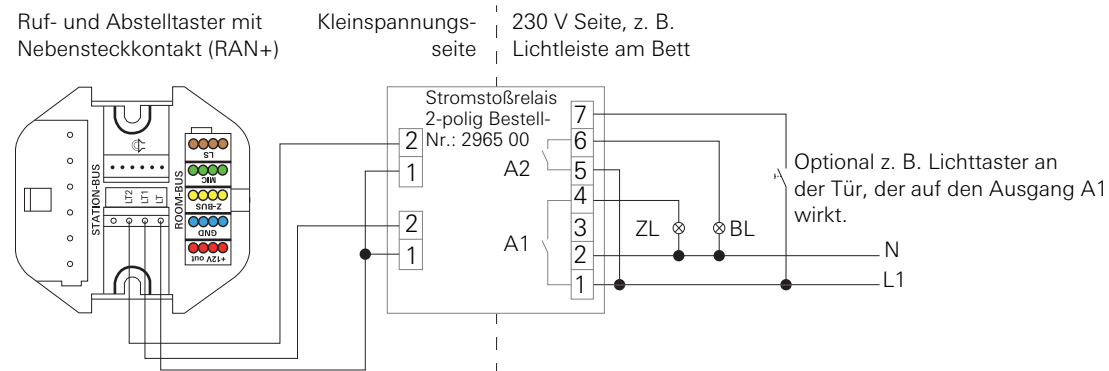 Ruf- und Abstelltaster mit
Nebensteckkontakt (RAN+)
Kleinspannungs-
seite
230 V Seite, z. B.
Lichtleiste am Bett
STATION-BUS
LT2
LT1
LT
ROOM-BUS
LS
MIC
Z-BUS
GND
+12V out
Stromstoßrelais
2-polig Bestell-
Nr.: 2965 00
2
1
2
1
A2
A1
7
6
5
4
3
2
1
ZL
BL
Optional z. B. Lichttaster an
der Tür, der auf den Ausgang A1
wirkt.
N
L1